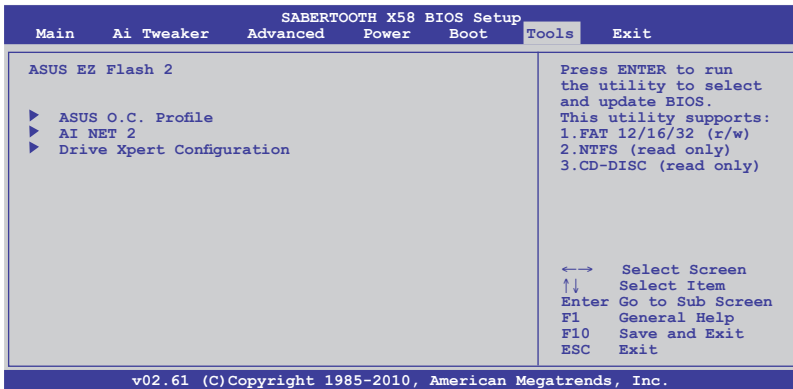 SABERTOOTH X58 BIOS Setup
Main Ai Tweaker Advanced Power Boot Tools Exit
ASUS EZ Flash 2
ASUS O.C. Profile
AI NET 2
Drive Xpert Configuration
Press ENTER to run
the utility to select
and update BIOS.
This utility supports:
1.FAT 12/16/32 (r/w)
2.NTFS (read only)
3.CD-DISC (read only)
←→ Select Screen
↑↓ Select Item
Enter Go to Sub Screen
F1 General Help
F10 Save and Exit
ESC Exit
v02.61 (C)Copyright 1985-2010, American Megatrends, Inc.